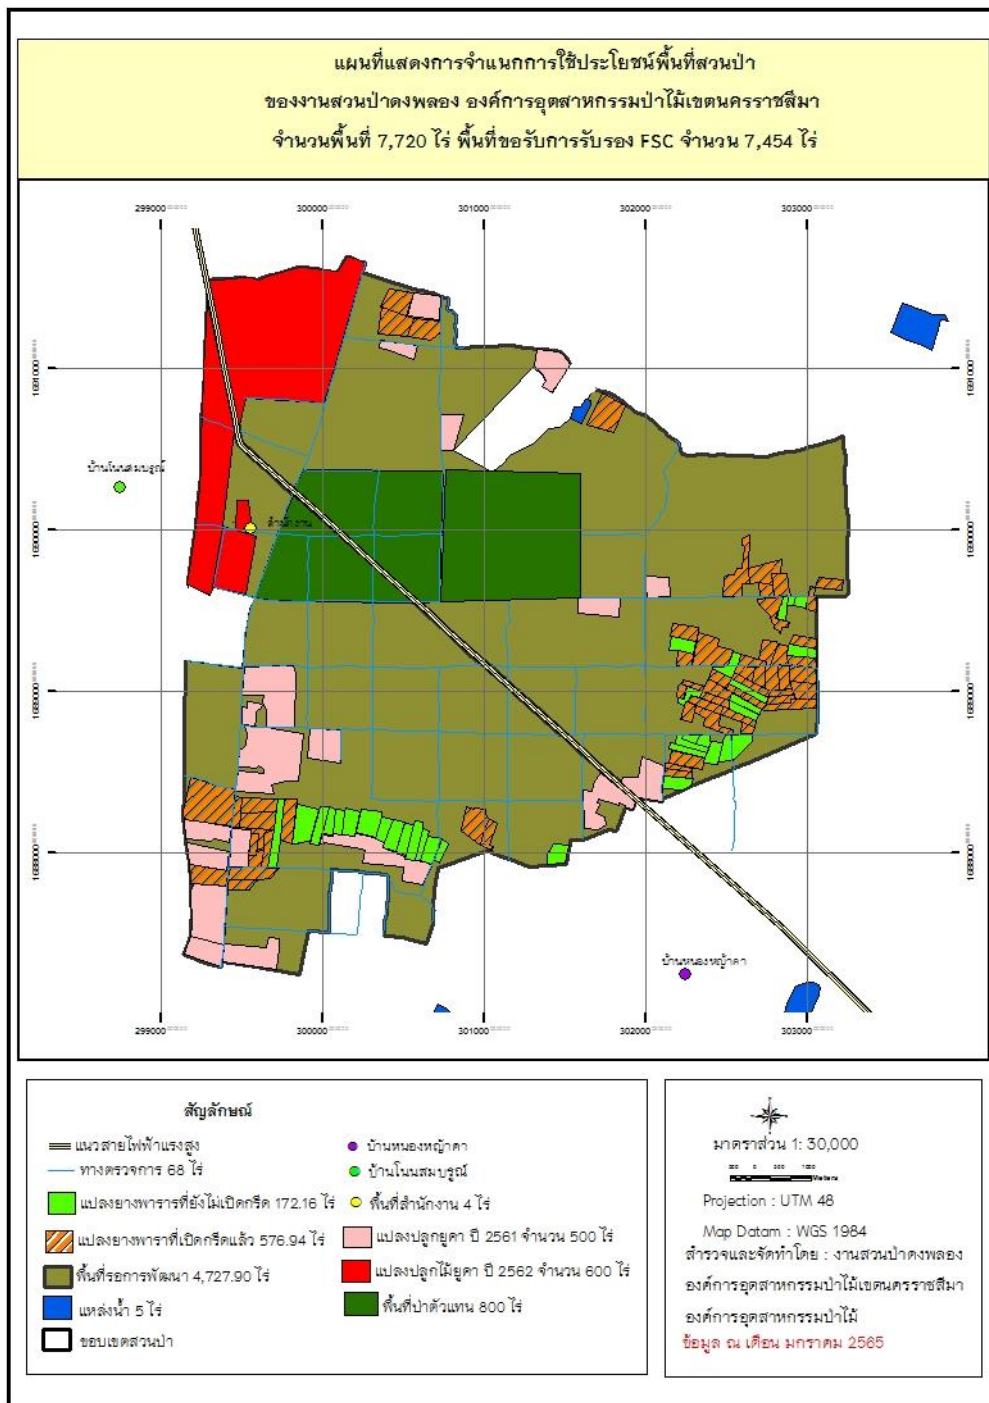 แผนที่แสดงการจำแนกการใช้ประโยชน์พื้นที่สวนป่า
ของงานสวนป่าดงพลอง องค์การอุตสาหกรรมป่าไม้เขตนครราชสีมา
จำนวนพื้นที่ 7,720 ไร่ พื้นที่ขอรับการรับรอง FSC จำนวน 7,454 ไร่
299000 300000 301000 302000 303000
1691000 1691000
บ้านโนนสมบูรณ์
สำนักงาน
1690000 1690000
1689000 1689000
1688000 1688000
บ้านหนองหญ้าคา
299000 300000 301000 302000 303000
สัญลักษณ์
แนวสายไฟฟ้าแรงสูง
ทางตรวจการ 68 ไร่
แปลงยางพาราที่ยังไม่เปิดกรีด 172.16 ไร่
แปลงยางพาราที่เปิดกรีดแล้ว 576.94 ไร่
พื้นที่รอการพัฒนา 4,727.90 ไร่
แหล่งน้ำ 5 ไร่
ขอบเขตสวนป่า
บ้านหนองหญ้าคา
บ้านโนนสมบูรณ์
พื้นที่สำนักงาน 4 ไร่
แปลงปลูกยูคา ปี 2561 จำนวน 500 ไร่
แปลงปลูกไม้ยูคา ปี 2562 จำนวน 600 ไร่
พื้นที่ป่าตัวแทน 800 ไร่
มาตราส่วน 1: 30,000
Meters
Projection : UTM 48
Map Datam : WGS 1984
สำรวจและจัดทำโดย : งานสวนป่าดงพลอง
องค์การอุตสาหกรรมป่าไม้เขตนครราชสีมา
องค์การอุตสาหกรรมป่าไม้
ข้อมูล ณ เดือน มกราคม 2565